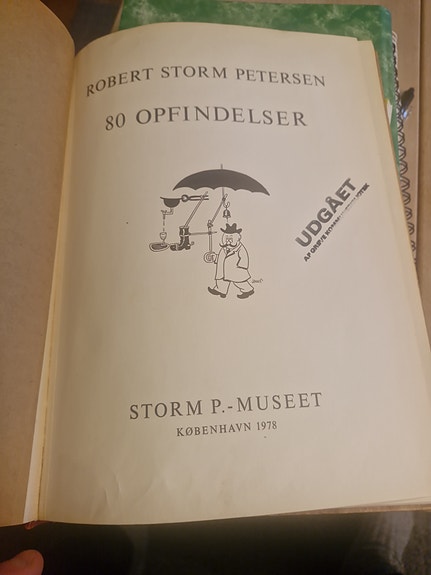 ROBERT STORM PETERSEN
80 OPFINDELSER
UDGÅET
STORM P.-MUSEET
KØBENHAVN 1978